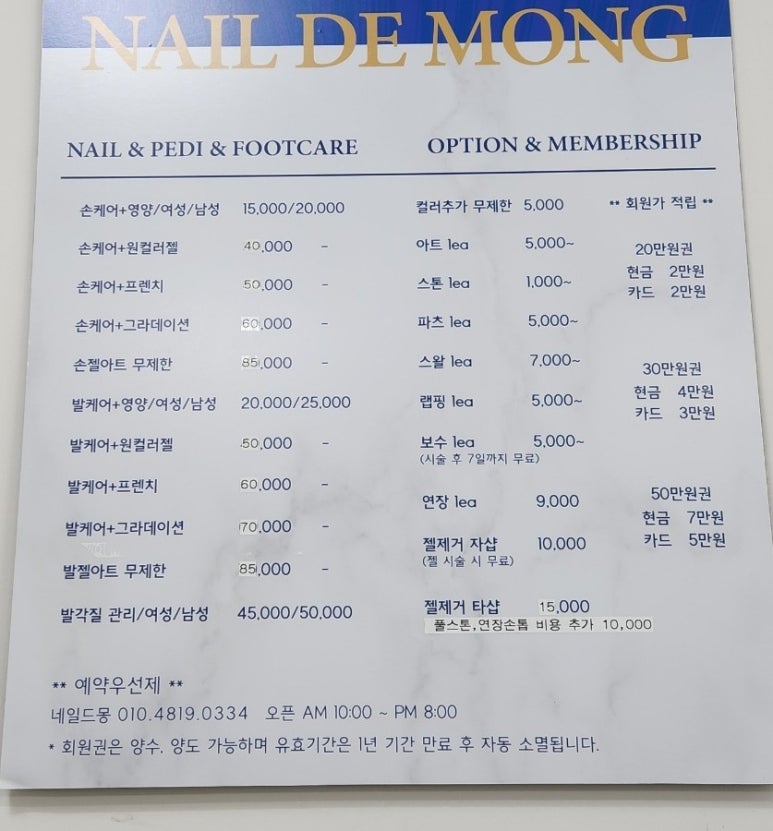 NAIL DE MONG
NAIL & PEDI & FOOTCARE
손케어+영양/여성/남성 15,000/20,000
손케어+원컬러젤 40,000 -
손케어+프렌치 50,000 -
손케어+그라데이션 60,000 -
손젤아트 무제한 85,000 -
발케어+영양/여성/남성 20,000/25,000
발케어+원컬러젤 50,000 -
발케어+프렌치 60,000 -
발케어+그라데이션 70,000 -
발젤아트 무제한 85,000 -
발각질 관리/여성/남성 45,000/50,000
OPTION & MEMBERSHIP
컬러추가 무제한 5,000
아트 1ea 5,000~
스톤 1ea 1,000~
파츠 1ea 5,000~
스왈 1ea 7,000~
랩핑 1ea 5,000~
보수 1ea 5,000~
(시술 후 7일까지 무료)
연장 1ea 9,000
젤제거 자샵 10,000
(젤 시술 시 무료)
젤제거 타샵 15,000
풀스톤,연장손톱 비용 추가 10,000
** 회원가 적립 **
20만원권
현금 2만원
카드 2만원
30만원권
현금 4만원
카드 3만원
50만원권
현금 7만원
카드 5만원
** 예약우선제 **
네일드몽 010.4819.0334 오픈 AM 10:00 ~ PM 8:00
* 회원권은 양수, 양도 가능하며 유효기간은 1년 기간 만료 후 자동 소멸됩니다.